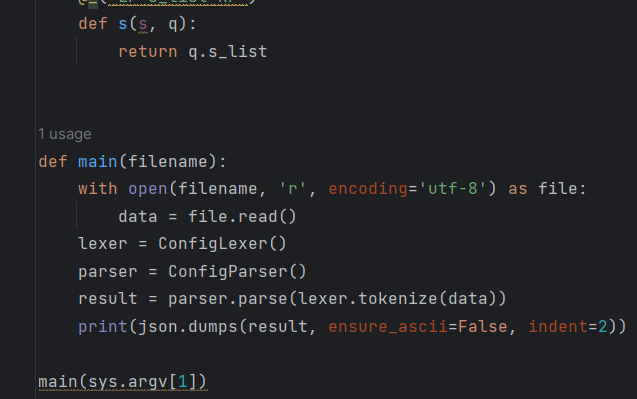 def s(s, q):
return q.s_list
1 usage
def main(filename):
with open(filename, 'r', encoding='utf-8') as file:
data = file.read()
lexer = ConfigLexer()
parser = ConfigParser()
result = parser.parse(lexer.tokenize(data))
print(json.dumps(result, ensure_ascii=False, indent=2))
main(sys.argv[1])